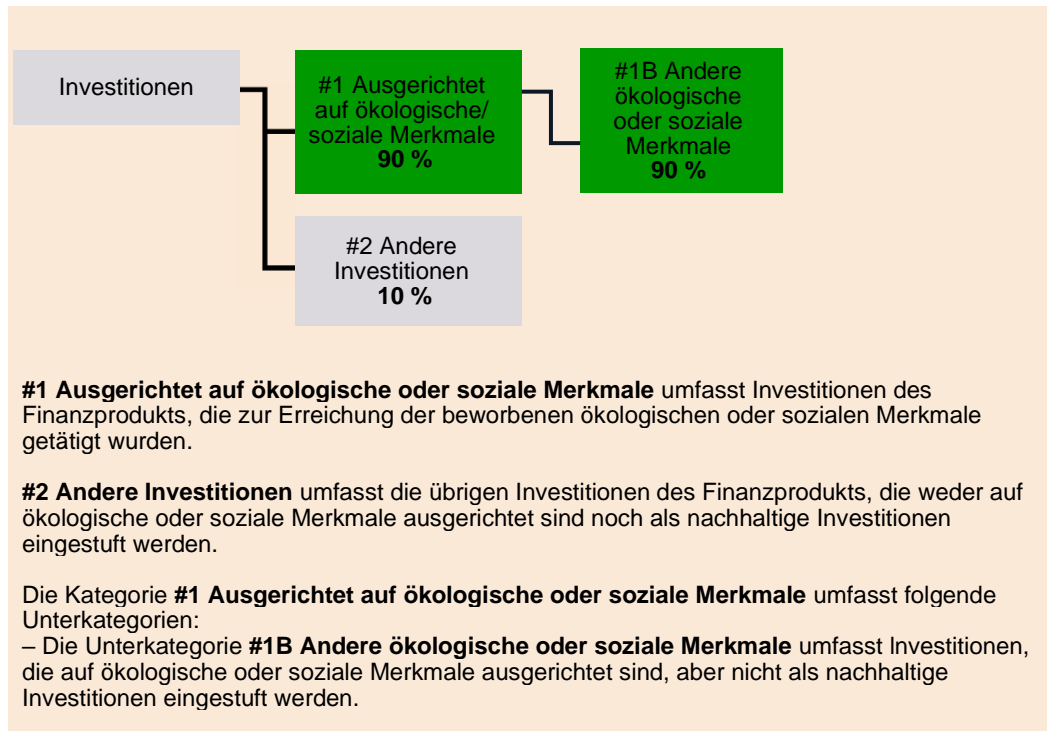 Investitionen
#1 Ausgerichtet
auf ökologische/
soziale Merkmale
90 %
#1B Andere
ökologische
oder soziale
Merkmale
90 %
#2 Andere
Investitionen
10 %
#1 Ausgerichtet auf ökologische oder soziale Merkmale umfasst Investitionen des
Finanzprodukts, die zur Erreichung der beworbenen ökologischen oder sozialen Merkmale
getätigt wurden.
#2 Andere Investitionen umfasst die übrigen Investitionen des Finanzprodukts, die weder auf
ökologische oder soziale Merkmale ausgerichtet sind noch als nachhaltige Investitionen
eingestuft werden.
Die Kategorie #1 Ausgerichtet auf ökologische oder soziale Merkmale umfasst folgende
Unterkategorien:
– Die Unterkategorie #1B Andere ökologische oder soziale Merkmale umfasst Investitionen,
die auf ökologische oder soziale Merkmale ausgerichtet sind, aber nicht als nachhaltige
Investitionen eingestuft werden.